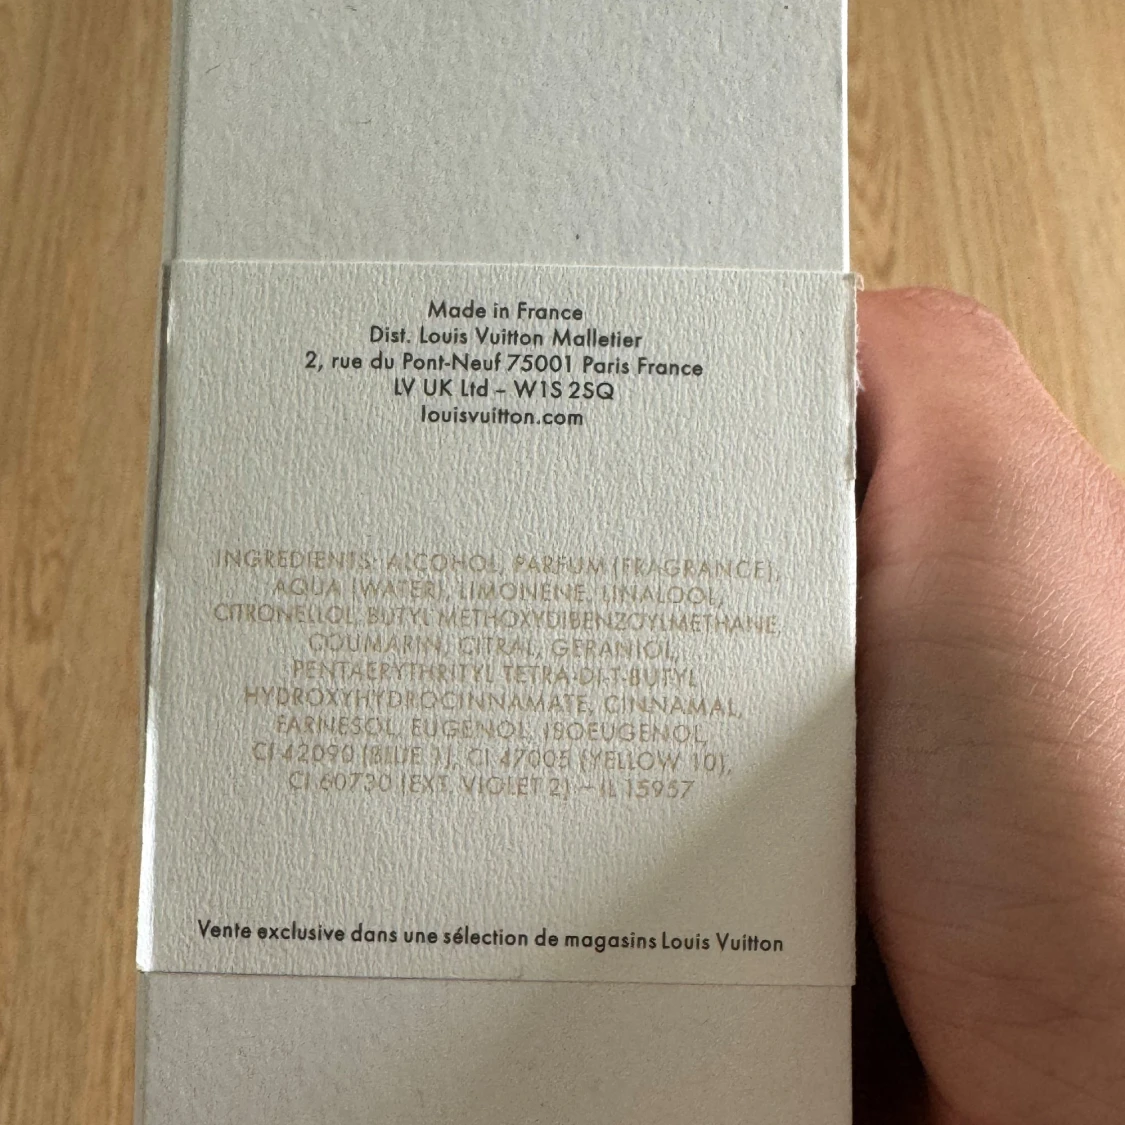 Made in France
Dist. Louis Vuitton Malletier
2, rue du Pont-Neuf 75001 Paris France
LV UK Ltd – W1S 2SQ
louisvuitton.com
INGREDIENTS: ALCOHOL, PARFUM (FRAGRANCE),
AQUA (WATER), LIMONENE, LINALOOL,
CITRONELLOL, BUTYL METHOXYDIBENZOYLMETHANE,
COUMARIN, CITRAL, GERANIOL,
PENTAERYTHRITYL TETRA-DI-T-BUTYL
HYDROXYHYDROCINNAMATE, CINNAMAL,
FARNESOL, EUGENOL, ISOEUGENOL,
CI 42090 (BLUE 1), CI 47005 (YELLOW 10),
CI 60730 (EXT. VIOLET 2) – IL 15957
Vente exclusive dans une sélection de magasins Louis Vuitton